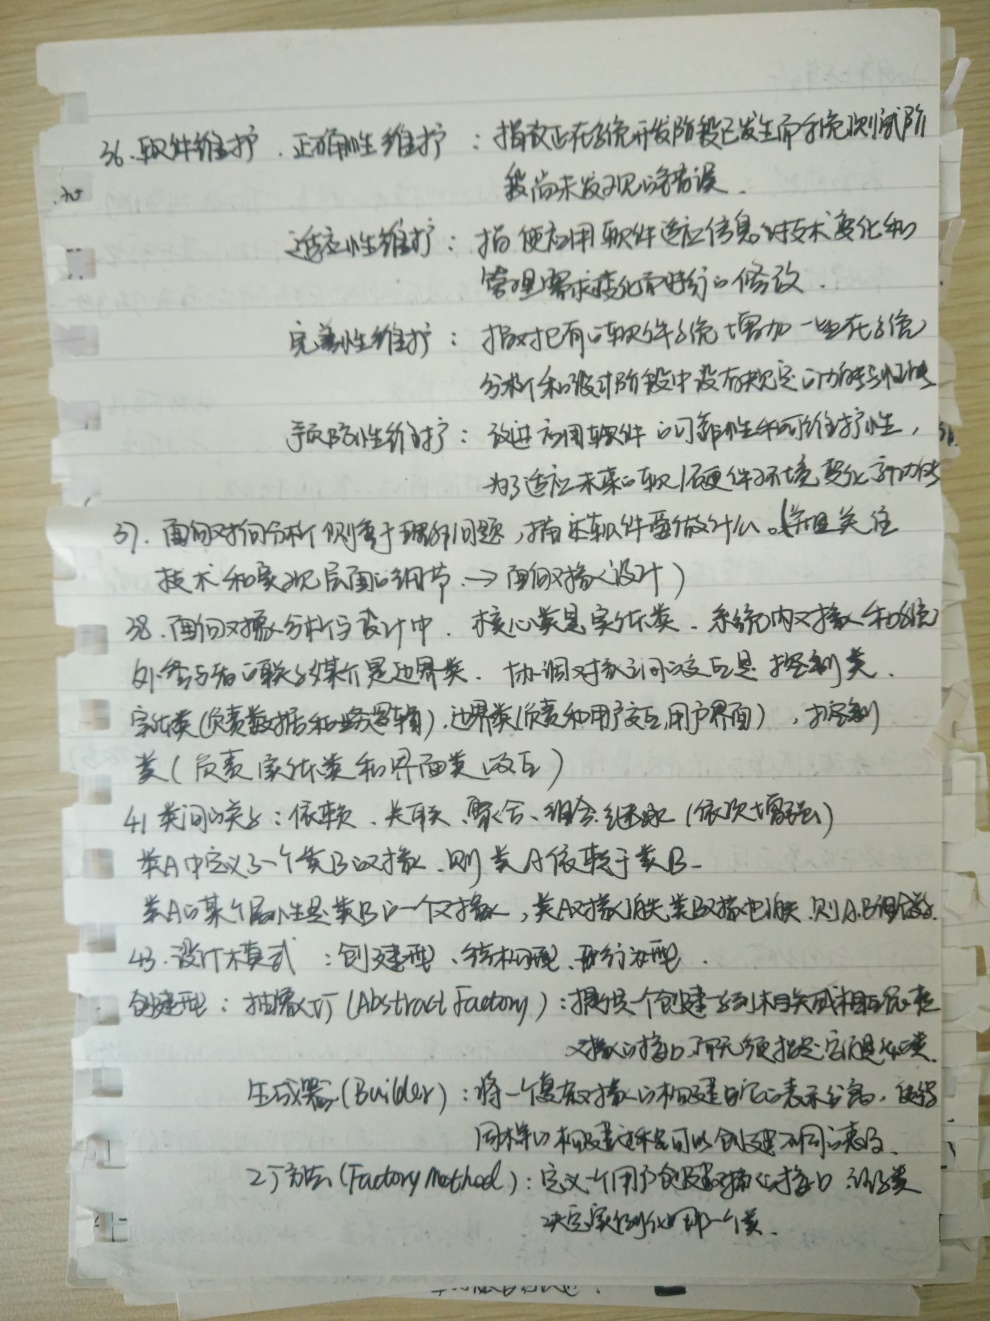 36. 软件维护. 正确性维护：指改正在系统开发阶段已发生而系统测试阶
段尚未发现的错误.
适应性维护：指使应用软件适应信息技术变化和
管理需求变化而进行的修改.
完善性维护：指对已有的软件系统增加一些在系统
分析和设计阶段中没有规定的功能与性能
预防性维护：改进应用软件的可靠性和可维护性,
为了适应未来的软/硬件环境变化 新功能
37. 面向对向分析侧重于理解问题,描述软件要做什么。关注
技术和实现层面的细节.→面向对象设计)
38. 面向对象分析与设计中. 核心类是实体类. 系统内对象和系统
外参与者的联系媒介是边界类. 协调对象之间的交互是控制类.
实体类(负责数据和业务逻辑).边界类(负责和用户交互,用户界面),控制
类(负责实体类和界面类的交互)
41 类间的关系：依赖、关联、聚合、组合、继承(依次增强)
类A中定义了一个类B的对象.则类A依赖于类B-
类A的某个属性是类B的一个对象,类A对象消失,类B对象也消失.则A.B组合
43.设计模式：创建型、结构型、行为型.
创建型：抽象工厂(Abstract Factory)：提供一个创建一系列相关或相互依赖
对象的接口,而无须指定它们具体的类.
生成器(Builder)：将一个复杂对象的构建与它的表示分离,使得
同样的构建过程可以创建不同的表示.
工厂方法(Factory Method)：定义一个用于创建对象的接口 让子类
决定实例化哪一个类.